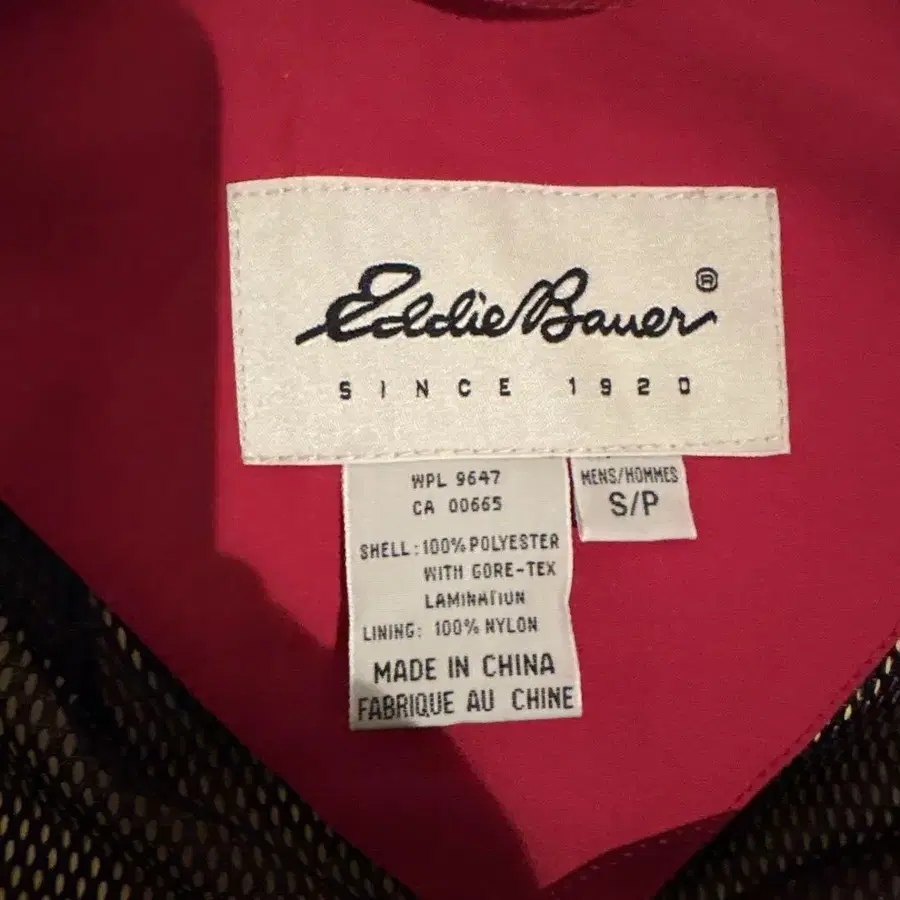 Eddie Bauer®
SINCE 1920
WPL 9647
CA 00665
SHELL: 100% POLYESTER
WITH GORE-TEX
LAMINATION
LINING: 100% NYLON
MADE IN CHINA
FABRIQUE AU CHINE
MENS/HOMMES
S/P